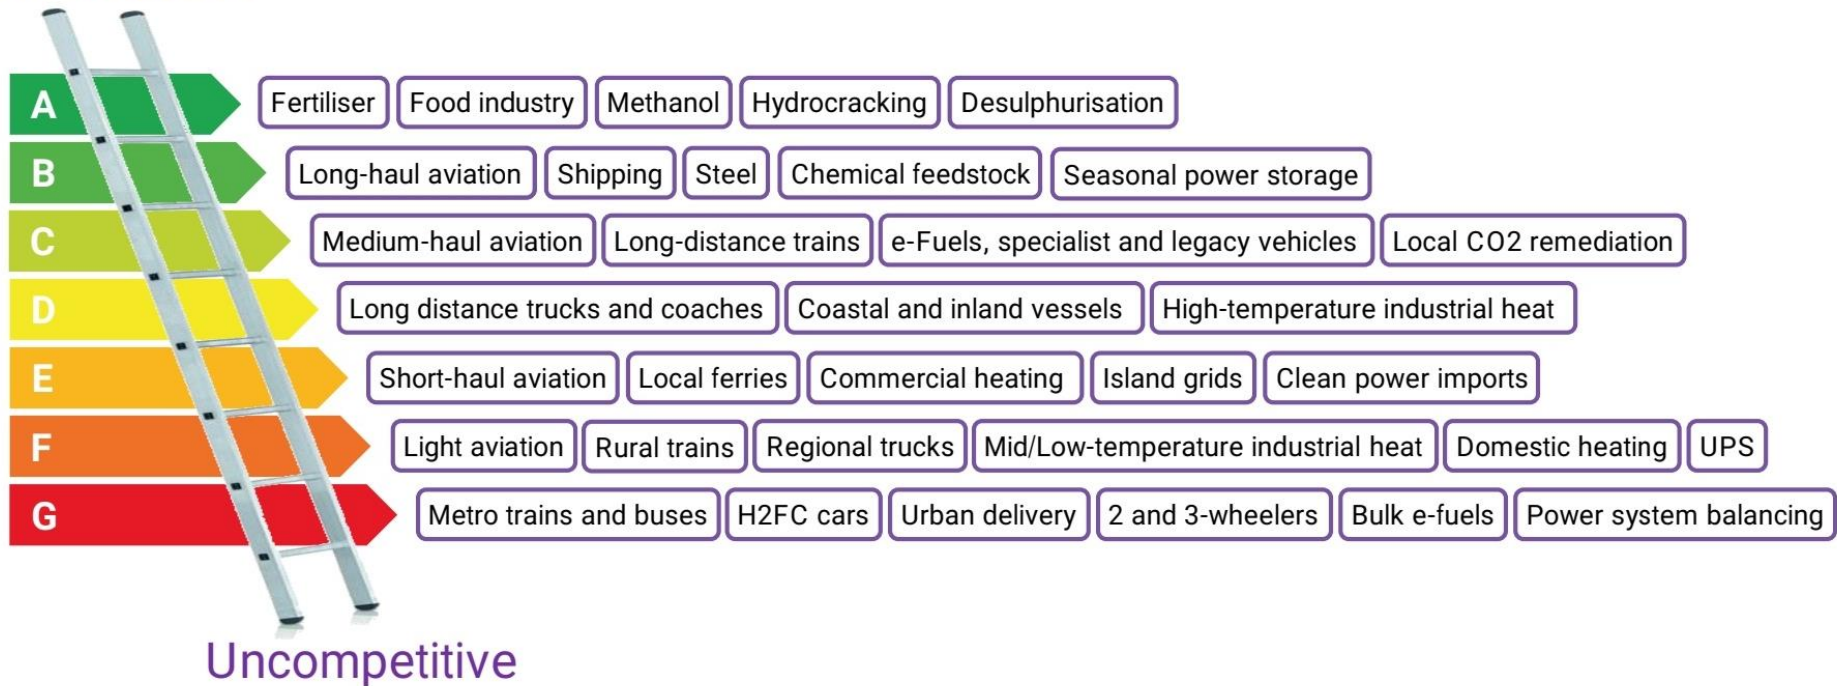 A Fertiliser Food industry Methanol Hydrocracking Desulphurisation
B Long-haul aviation Shipping Steel Chemical feedstock Seasonal power storage
C Medium-haul aviation Long-distance trains e-Fuels, specialist and legacy vehicles Local CO2 remediation
D Long distance trucks and coaches Coastal and inland vessels High-temperature industrial heat
E Short-haul aviation Local ferries Commercial heating Island grids Clean power imports
F Light aviation Rural trains Regional trucks Mid/Low-temperature industrial heat Domestic heating UPS
G Metro trains and buses H2FC cars Urban delivery 2 and 3-wheelers Bulk e-fuels Power system balancing
Uncompetitive